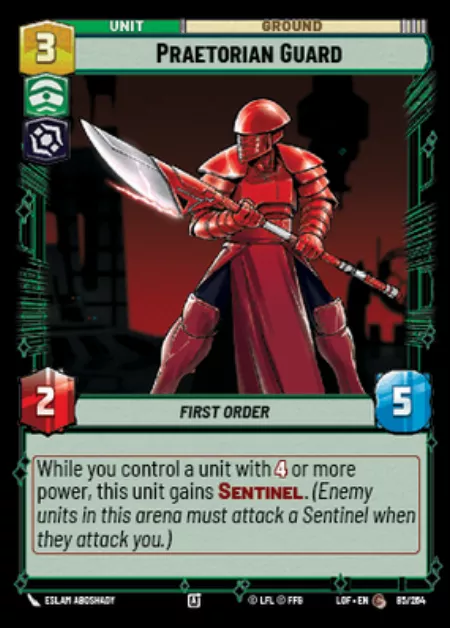 UNIT
GROUND
3
PRAETORIAN GUARD
2
FIRST ORDER
5
While you control a unit with 4 or more
power, this unit gains SENTINEL. (Enemy
units in this arena must attack a Sentinel when
they attack you.)
ESLAM ABOSHADY
A
© LFL © FFG
LOF • EN
C
85/264